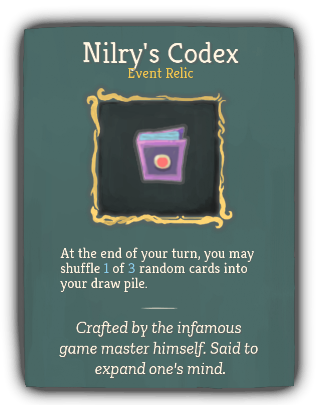 Nilry's Codex
Event Relic
At the end of your turn, you may
shuffle 1 of 3 random cards into
your draw pile.
Crafted by the infamous
game master himself. Said to
expand one's mind.